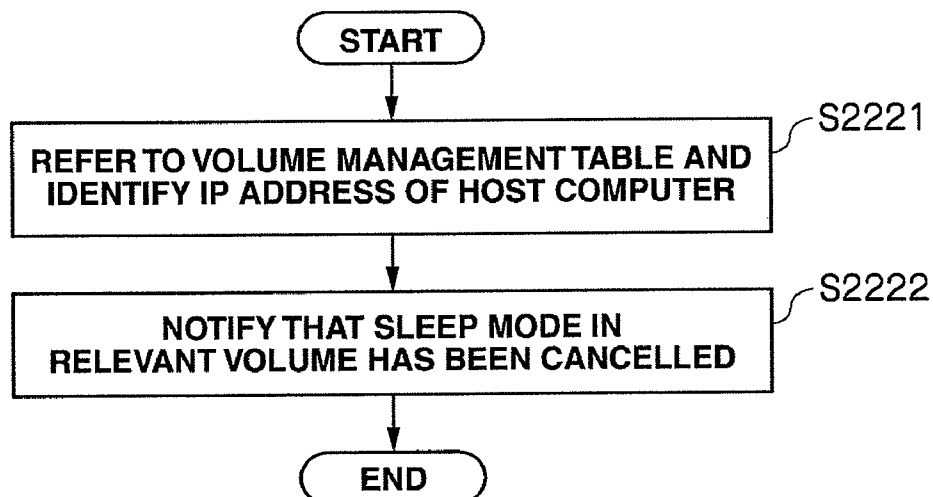 START
S2221
REFER TO VOLUME MANAGEMENT TABLE AND
IDENTIFY IP ADDRESS OF HOST COMPUTER
S2222
NOTIFY THAT SLEEP MODE IN
RELEVANT VOLUME HAS BEEN CANCELLED
END